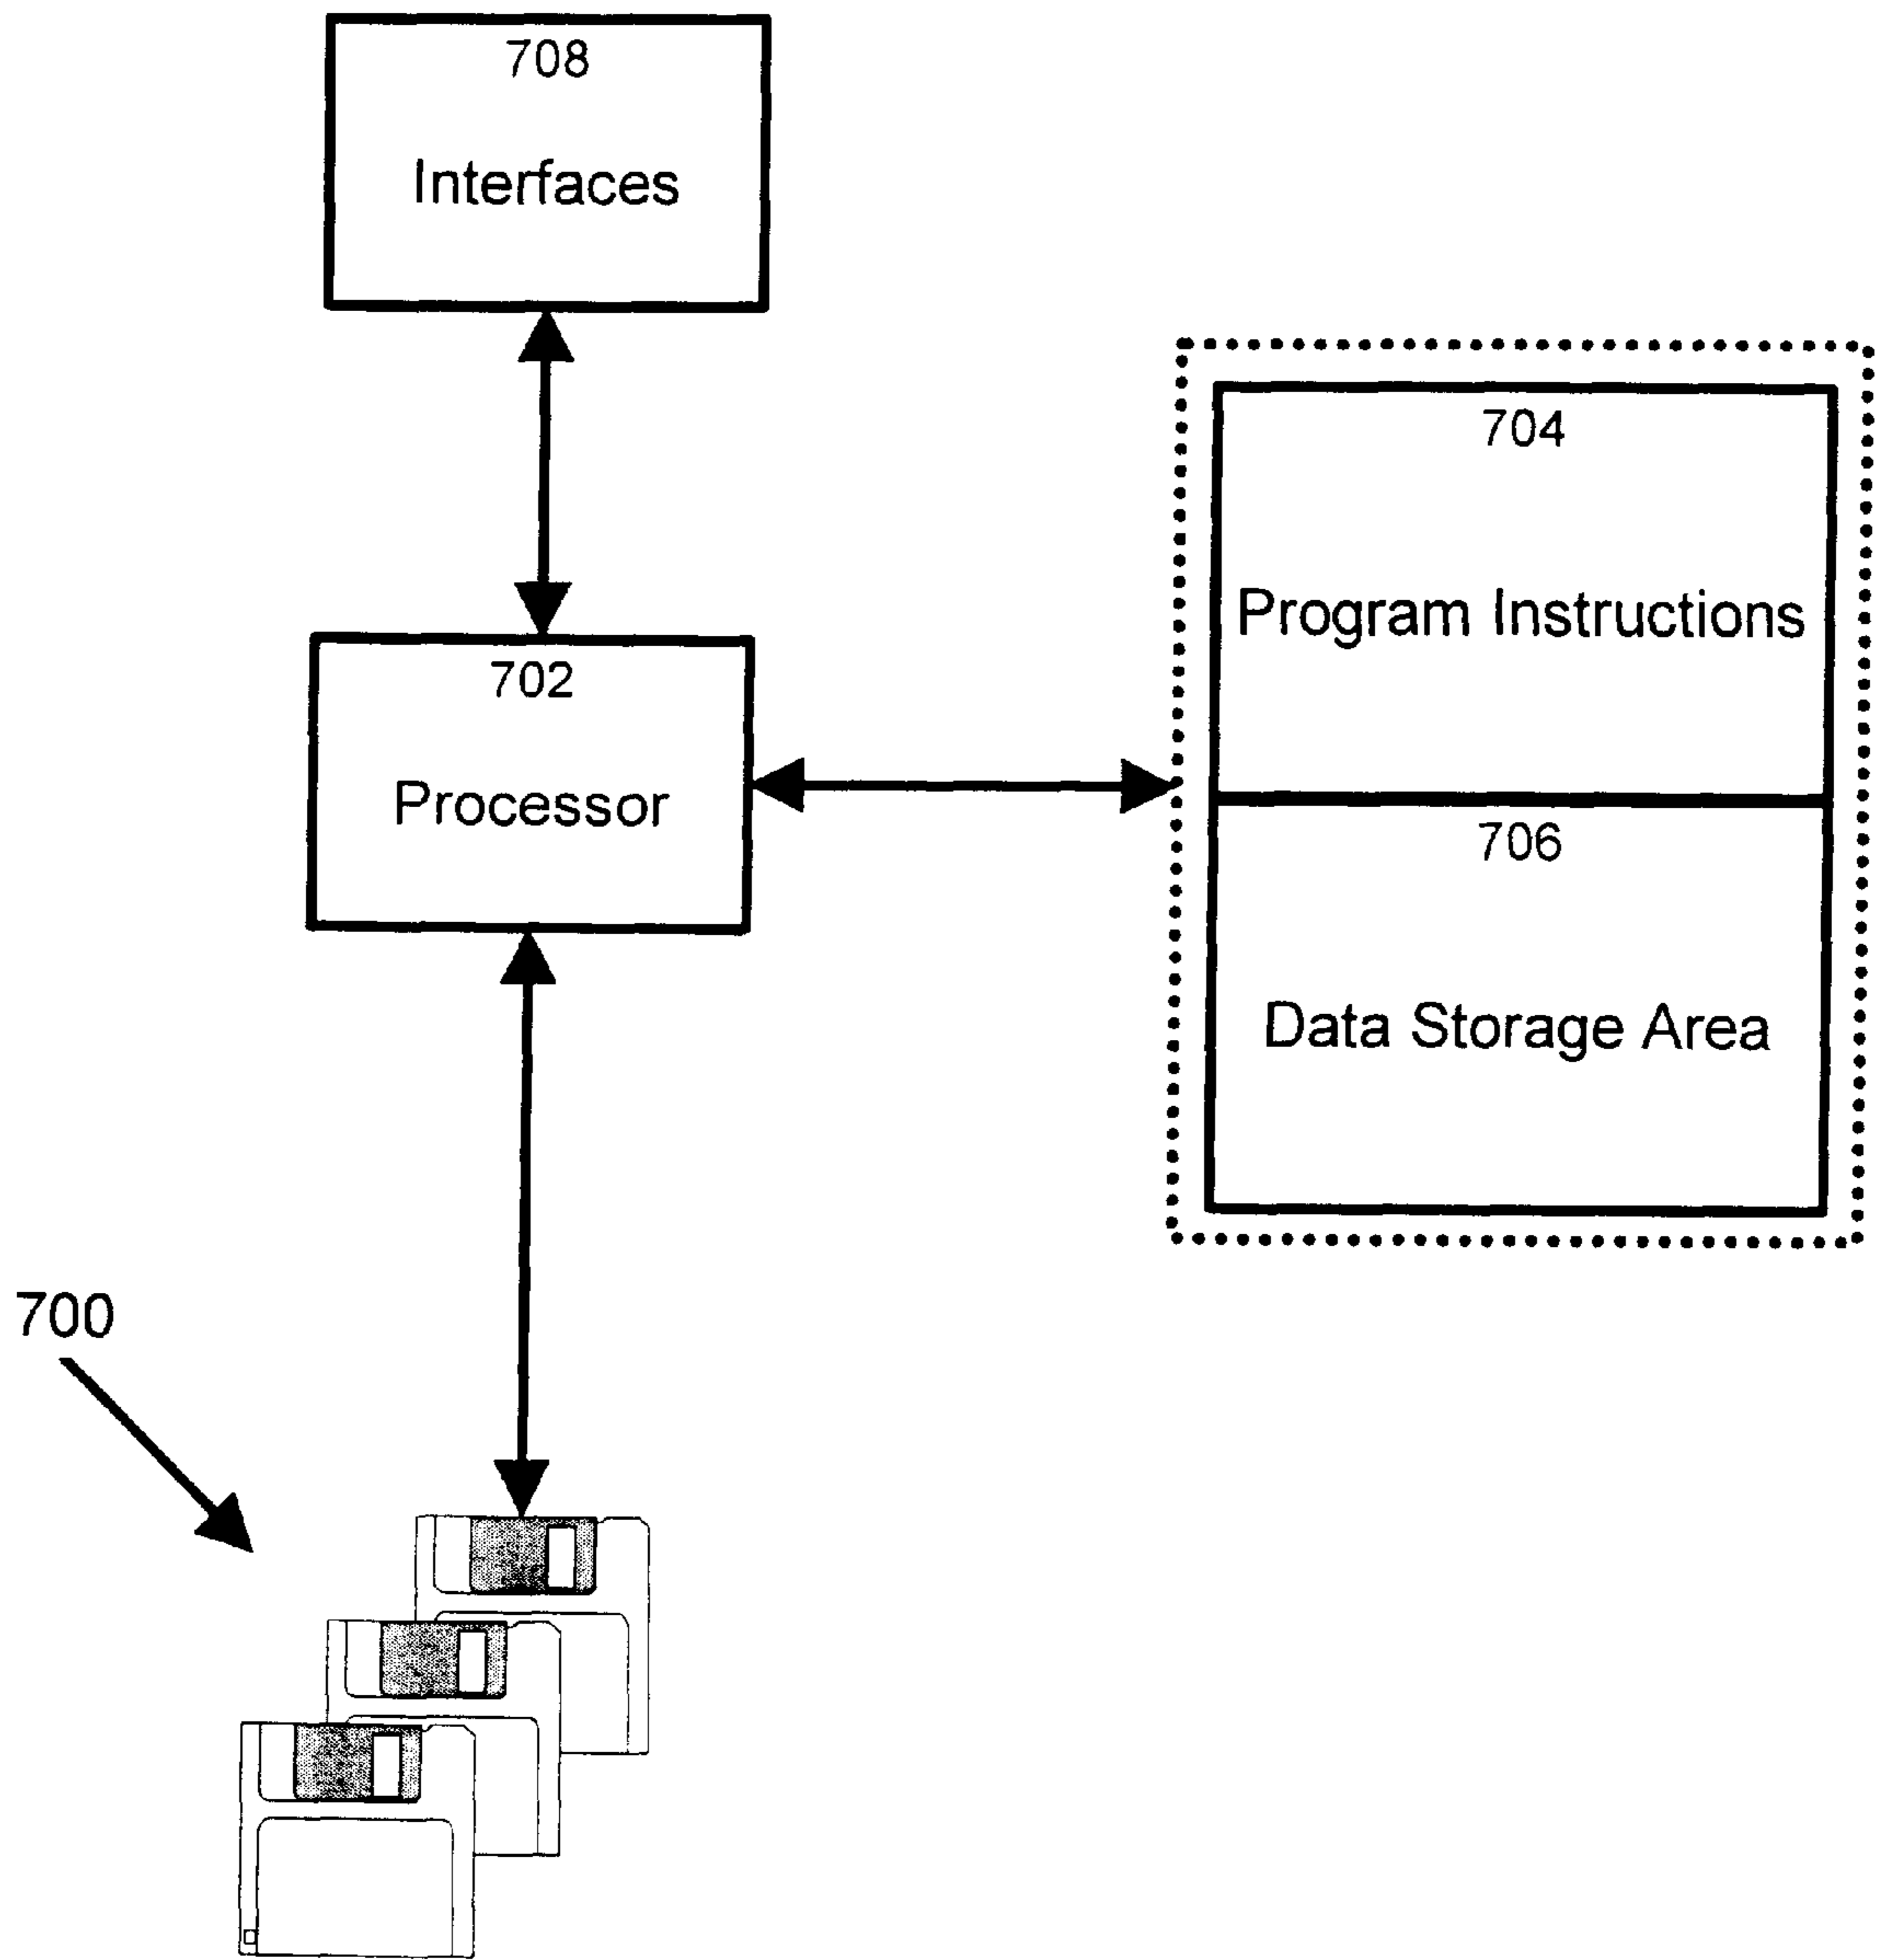 708
Interfaces
704
Program Instructions
702
Processor
706
Data Storage Area
700